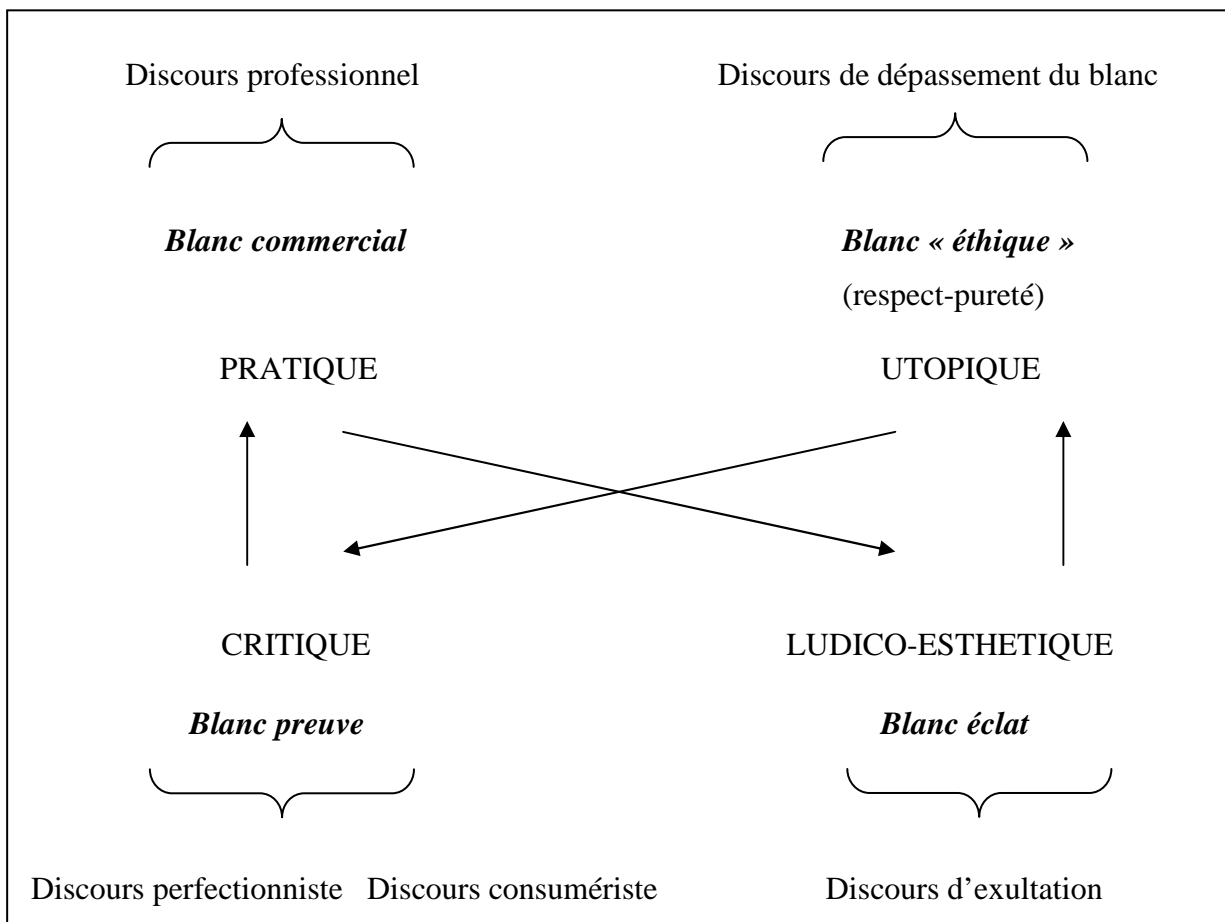 Discours professionnel Discours de dépassement du blanc
Blanc commercial Blanc « éthique »
(respect-pureté)
PRATIQUE UTOPIQUE
CRITIQUE LUDICO-ESTHETIQUE
Blanc preuve Blanc éclat
Discours perfectionniste Discours consumériste Discours d’exultation